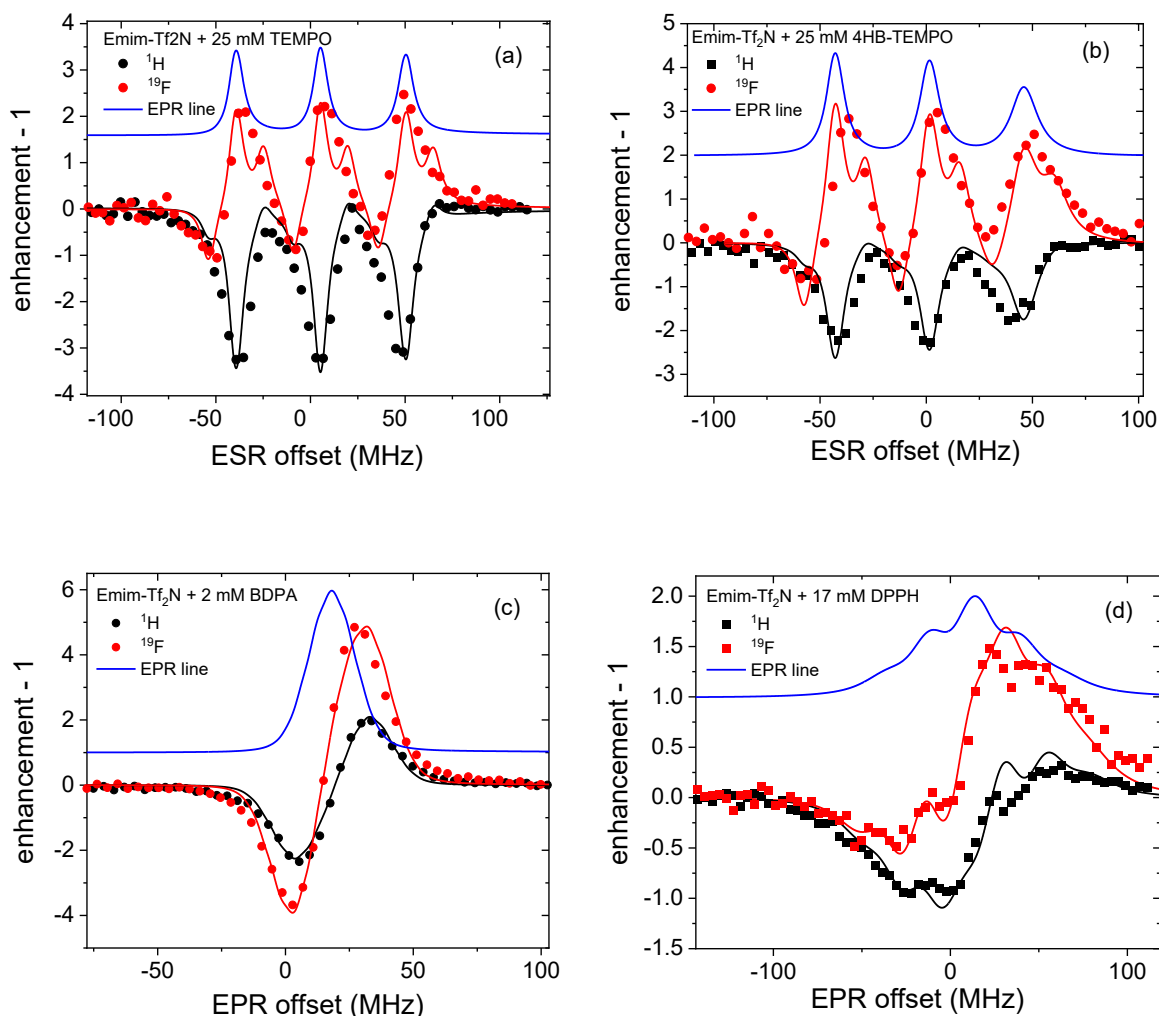 Emim-Tf2N + 25 mM TEMPO
(a)
¹H
¹⁹F
EPR line
enhancement - 1
4
3
2
1
0
-1
-2
-3
-4
-100
-50
0
50
100
ESR offset (MHz)
Emim-Tf₂N + 25 mM 4HB-TEMPO
(b)
¹H
¹⁹F
EPR line
enhancement - 1
5
4
3
2
1
0
-1
-2
-3
-100
-50
0
50
100
ESR offset (MHz)
Emim-Tf₂N + 2 mM BDPA
(c)
¹H
¹⁹F
EPR line
enhancement - 1
6
4
2
0
-2
-4
-50
0
50
100
EPR offset (MHz)
Emim-Tf₂N + 17 mM DPPH
(d)
¹H
¹⁹F
EPR line
enhancement - 1
2.0
1.5
1.0
0.5
0.0
-0.5
-1.0
-1.5
-100
0
100
EPR offset (MHz)